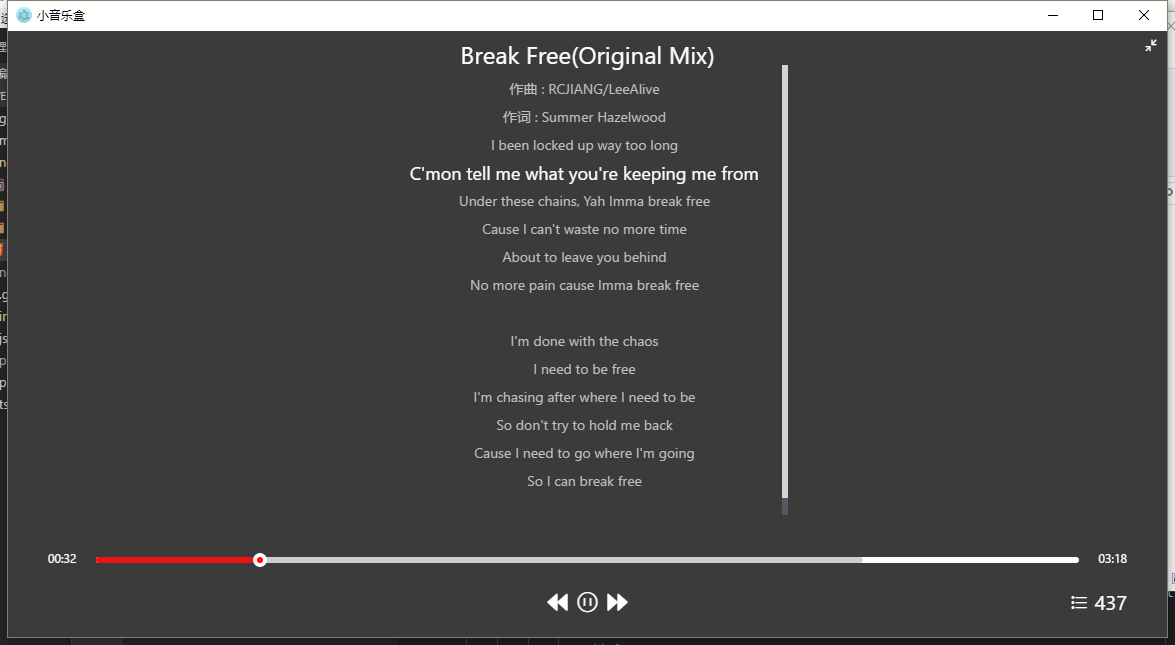 小音乐盒
Break Free(Original Mix)
作曲 : RCJIANG/LeeAlive
作词 : Summer Hazelwood
I been locked up way too long
C'mon tell me what you're keeping me from
Under these chains, Yah Imma break free
Cause I can't waste no more time
About to leave you behind
No more pain cause Imma break free
I'm done with the chaos
I need to be free
I'm chasing after where I need to be
So don't try to hold me back
Cause I need to go where I'm going
So I can break free
00:32
03:18
437